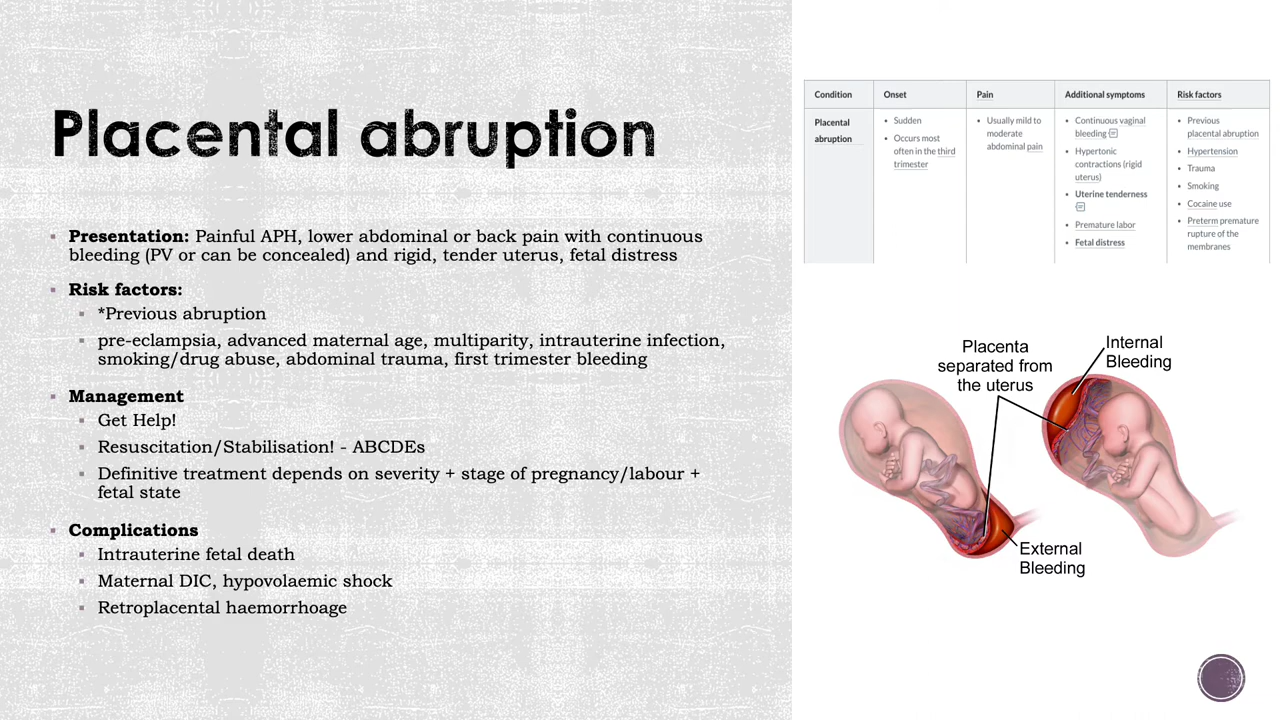 Placental abruption
Presentation: Painful APH, lower abdominal or back pain with continuous
bleeding (PV or can be concealed) and rigid, tender uterus, fetal distress
Risk factors:
*Previous abruption
pre-eclampsia, advanced maternal age, multiparity, intrauterine infection,
smoking/drug abuse, abdominal trauma, first trimester bleeding
Management
Get Help!
Resuscitation/Stabilisation! - ABCDEs
Definitive treatment depends on severity + stage of pregnancy/labour +
fetal state
Complications
Intrauterine fetal death
Maternal DIC, hypovolaemic shock
Retroplacental haemorrhoage
Condition
Onset
Pain
Additional symptoms
Risk factors
Placental
abruption
Sudden
Occurs most
often in the third
trimester
Usually mild to
moderate
abdominal pain
Continuous vaginal
bleeding
Hypertonic
contractions (rigid
uterus)
Uterine tenderness
Premature labor
Fetal distress
Previous
placental abruption
Hypertension
Trauma
Smoking
Cocaine use
Preterm premature
rupture of the
membranes
Placenta
separated from
the uterus
Internal
Bleeding
External
Bleeding